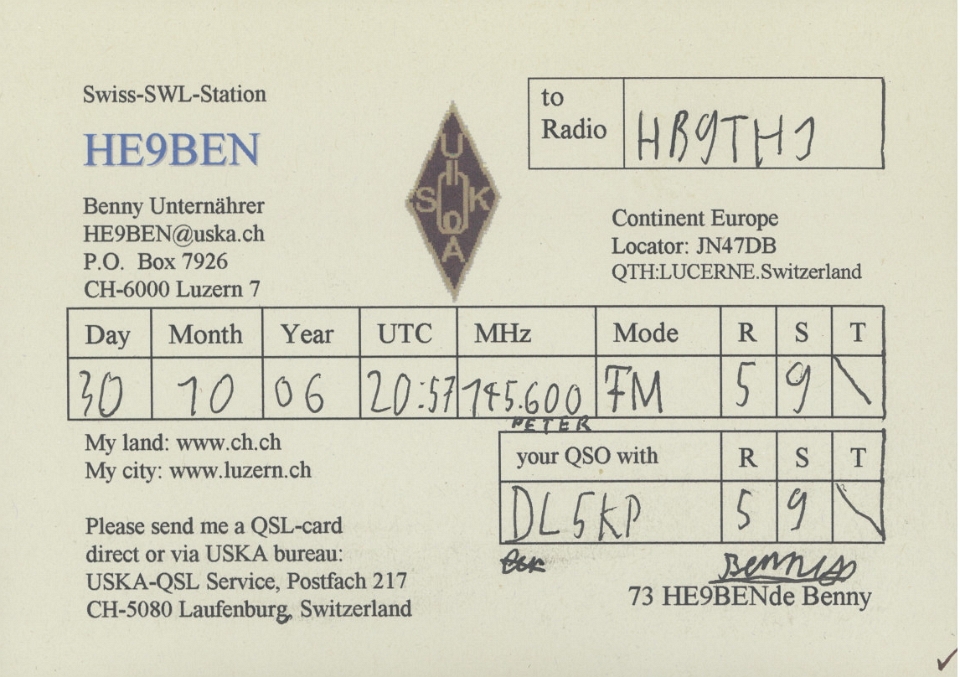 Swiss-SWL-Station
HE9BEN
Benny Unternährer
HE9BEN@uska.ch
P.O. Box 7926
CH-6000 Luzern 7
USKA
to Radio HB9THJ
Continent Europe
Locator: JN47DB
QTH:LUCERNE.Switzerland
Day Month Year UTC MHz Mode R S T
30 10 06 20:57 145.600 FM 5 9 \
PETER
My land: www.ch.ch
My city: www.luzern.ch
your QSO with R S T
DL5KP 5 9 \
Please send me a QSL-card
direct or via USKA bureau:
USKA-QSL Service, Postfach 217
CH-5080 Laufenburg, Switzerland
73 HE9BENde Benny